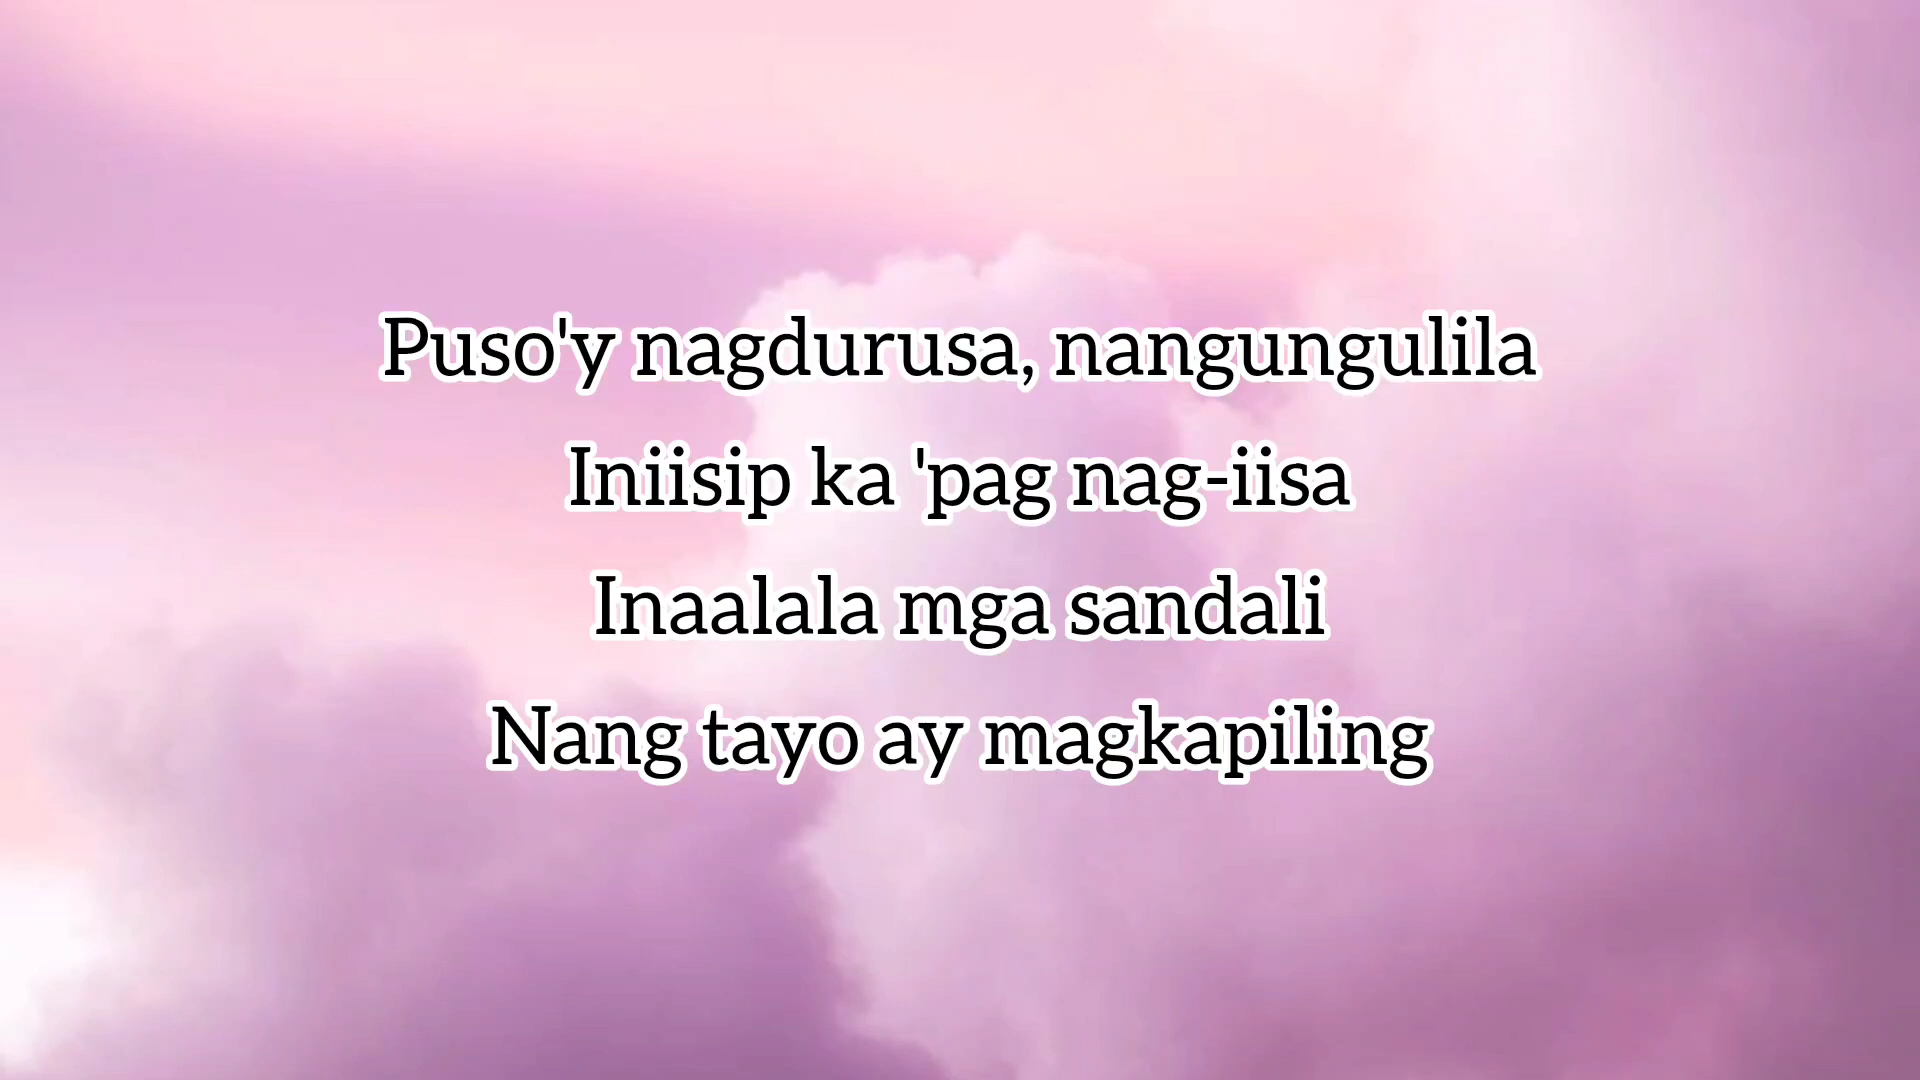 Puso'y nagdurusa, nangungulila
Iniisip ka 'pag nag-iisa
Inaalala mga sandali
Nang tayo ay magkapiling